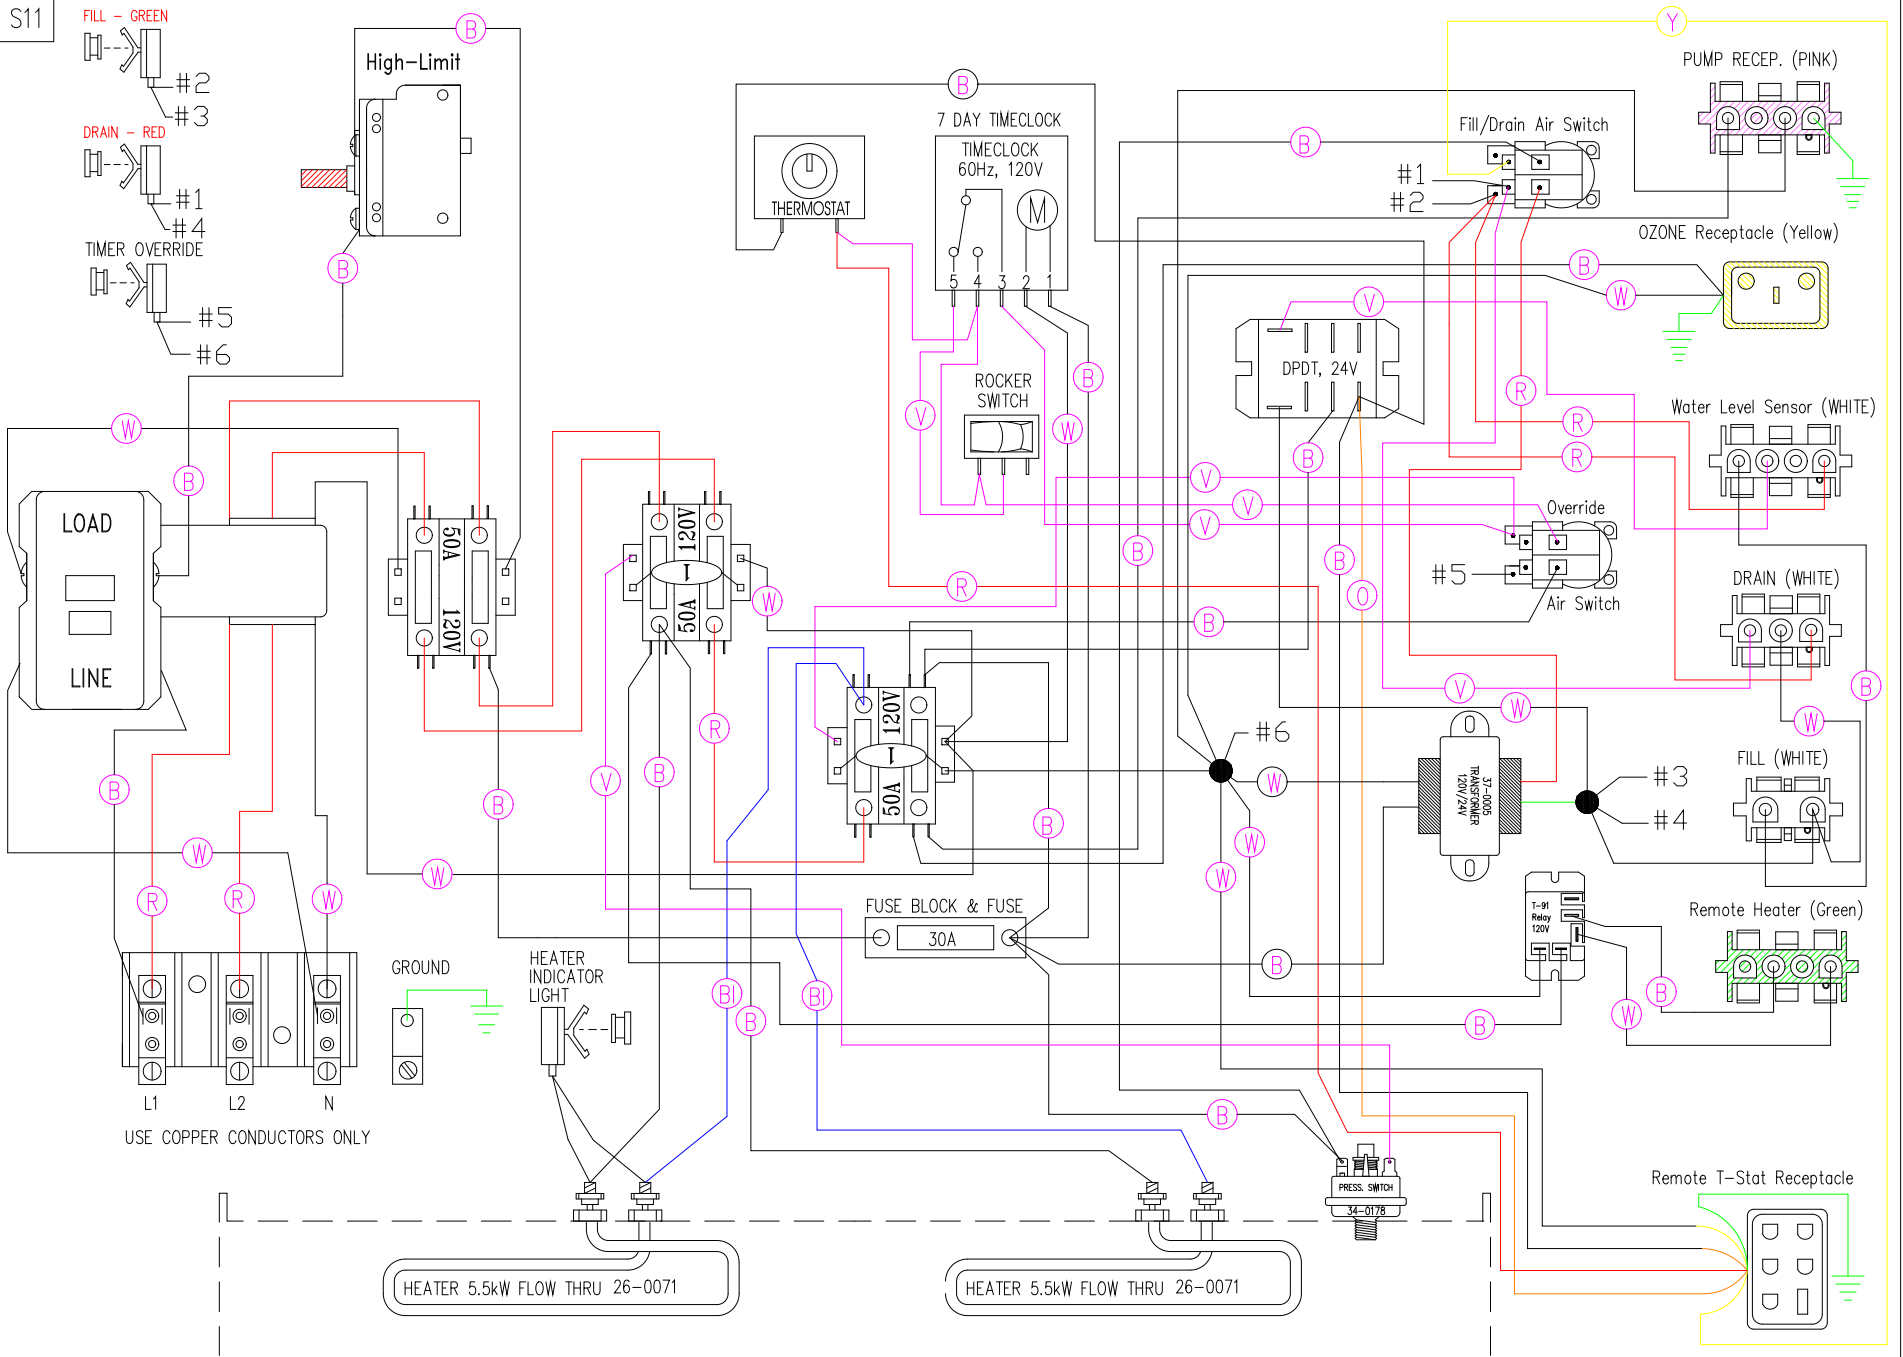 S11
FILL - GREEN
#2
#3
DRAIN - RED
#1
#4
TIMER OVERRIDE
#5
#6
High-Limit
B
B
B
W
LOAD
LINE
50A
120V
B
R
R
W
W
W
L1
L2
N
USE COPPER CONDUCTORS ONLY
GROUND
B
THERMOSTAT
B
7 DAY TIMECLOCK
TIMECLOCK
60Hz, 120V
M
5 4 3 2 1
ROCKER
SWITCH
V
B
W
120V
1
50A
W
R
R
V
B
B
120V
1
50A
FUSE BLOCK & FUSE
30A
B
HEATER
INDICATOR
LIGHT
BI
B
BI
HEATER 5.5kW FLOW THRU 26-0071
HEATER 5.5kW FLOW THRU 26-0071
Y
PUMP RECEP. (PINK)
Fill/Drain Air Switch
B
#1
#2
OZONE Receptacle (Yellow)
B
W
V
DPDT, 24V
R
Water Level Sensor (WHITE)
R
R
B
V
V
V
Override
#5
Air Switch
B
B
O
B
DRAIN (WHITE)
V
W
B
W
#6
W
37-0005
TRANSFORMER
120V/24V
#3
#4
FILL (WHITE)
W
W
T-91
Relay
120V
Remote Heater (Green)
B
B
W
B
B
PRESS. SWITCH
34-0178
Remote T-Stat Receptacle